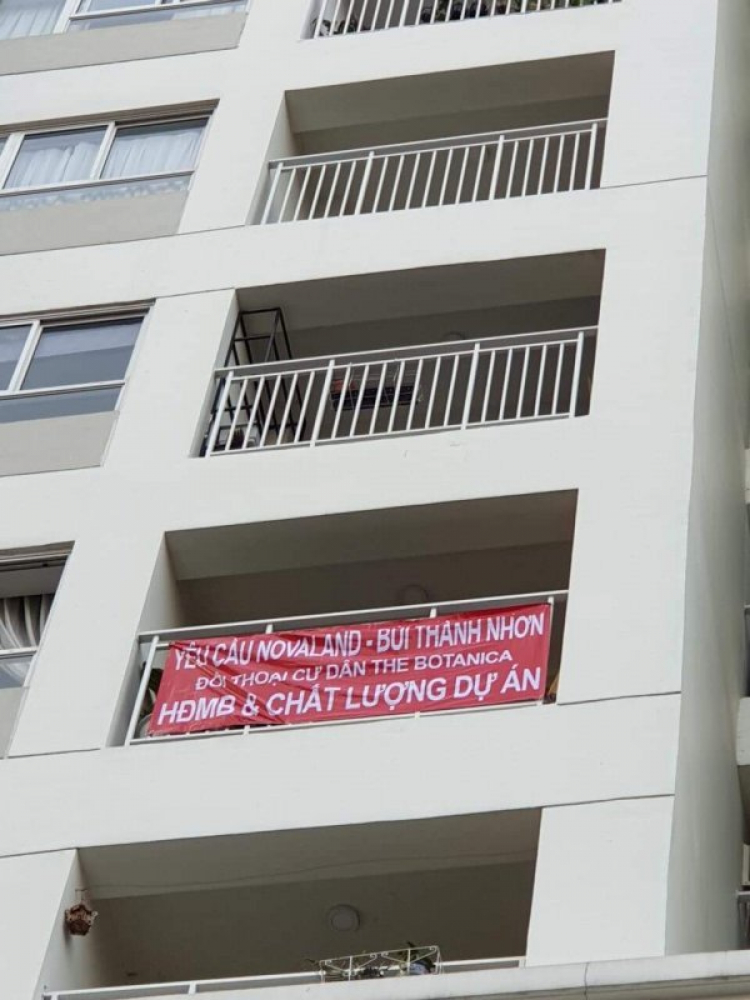 YÊU CẦU NOVALAND - BÙI THÀNH NHƠN
ĐỐI THOẠI CƯ DÂN THE BOTANICA
HĐMB & CHẤT LƯỢNG DỰ ÁN